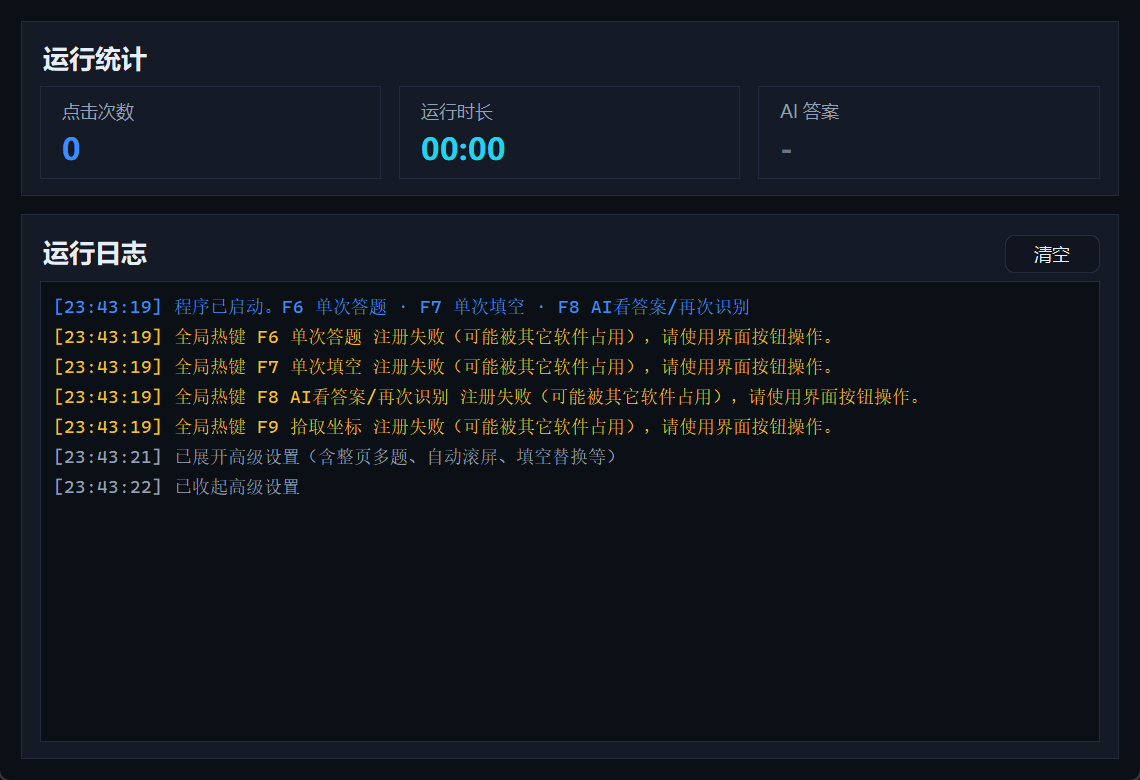 运行统计
点击次数
0
运行时长
00:00
AI 答案
-
运行日志
清空
[23:43:19] 程序已启动。F6 单次答题 · F7 单次填空 · F8 AI看答案/再次识别
[23:43:19] 全局热键 F6 单次答题 注册失败（可能被其它软件占用），请使用界面按钮操作。
[23:43:19] 全局热键 F7 单次填空 注册失败（可能被其它软件占用），请使用界面按钮操作。
[23:43:19] 全局热键 F8 AI看答案/再次识别 注册失败（可能被其它软件占用），请使用界面按钮操作。
[23:43:19] 全局热键 F9 拾取坐标 注册失败（可能被其它软件占用），请使用界面按钮操作。
[23:43:21] 已展开高级设置（含整页多题、自动滚屏、填空替换等）
[23:43:22] 已收起高级设置